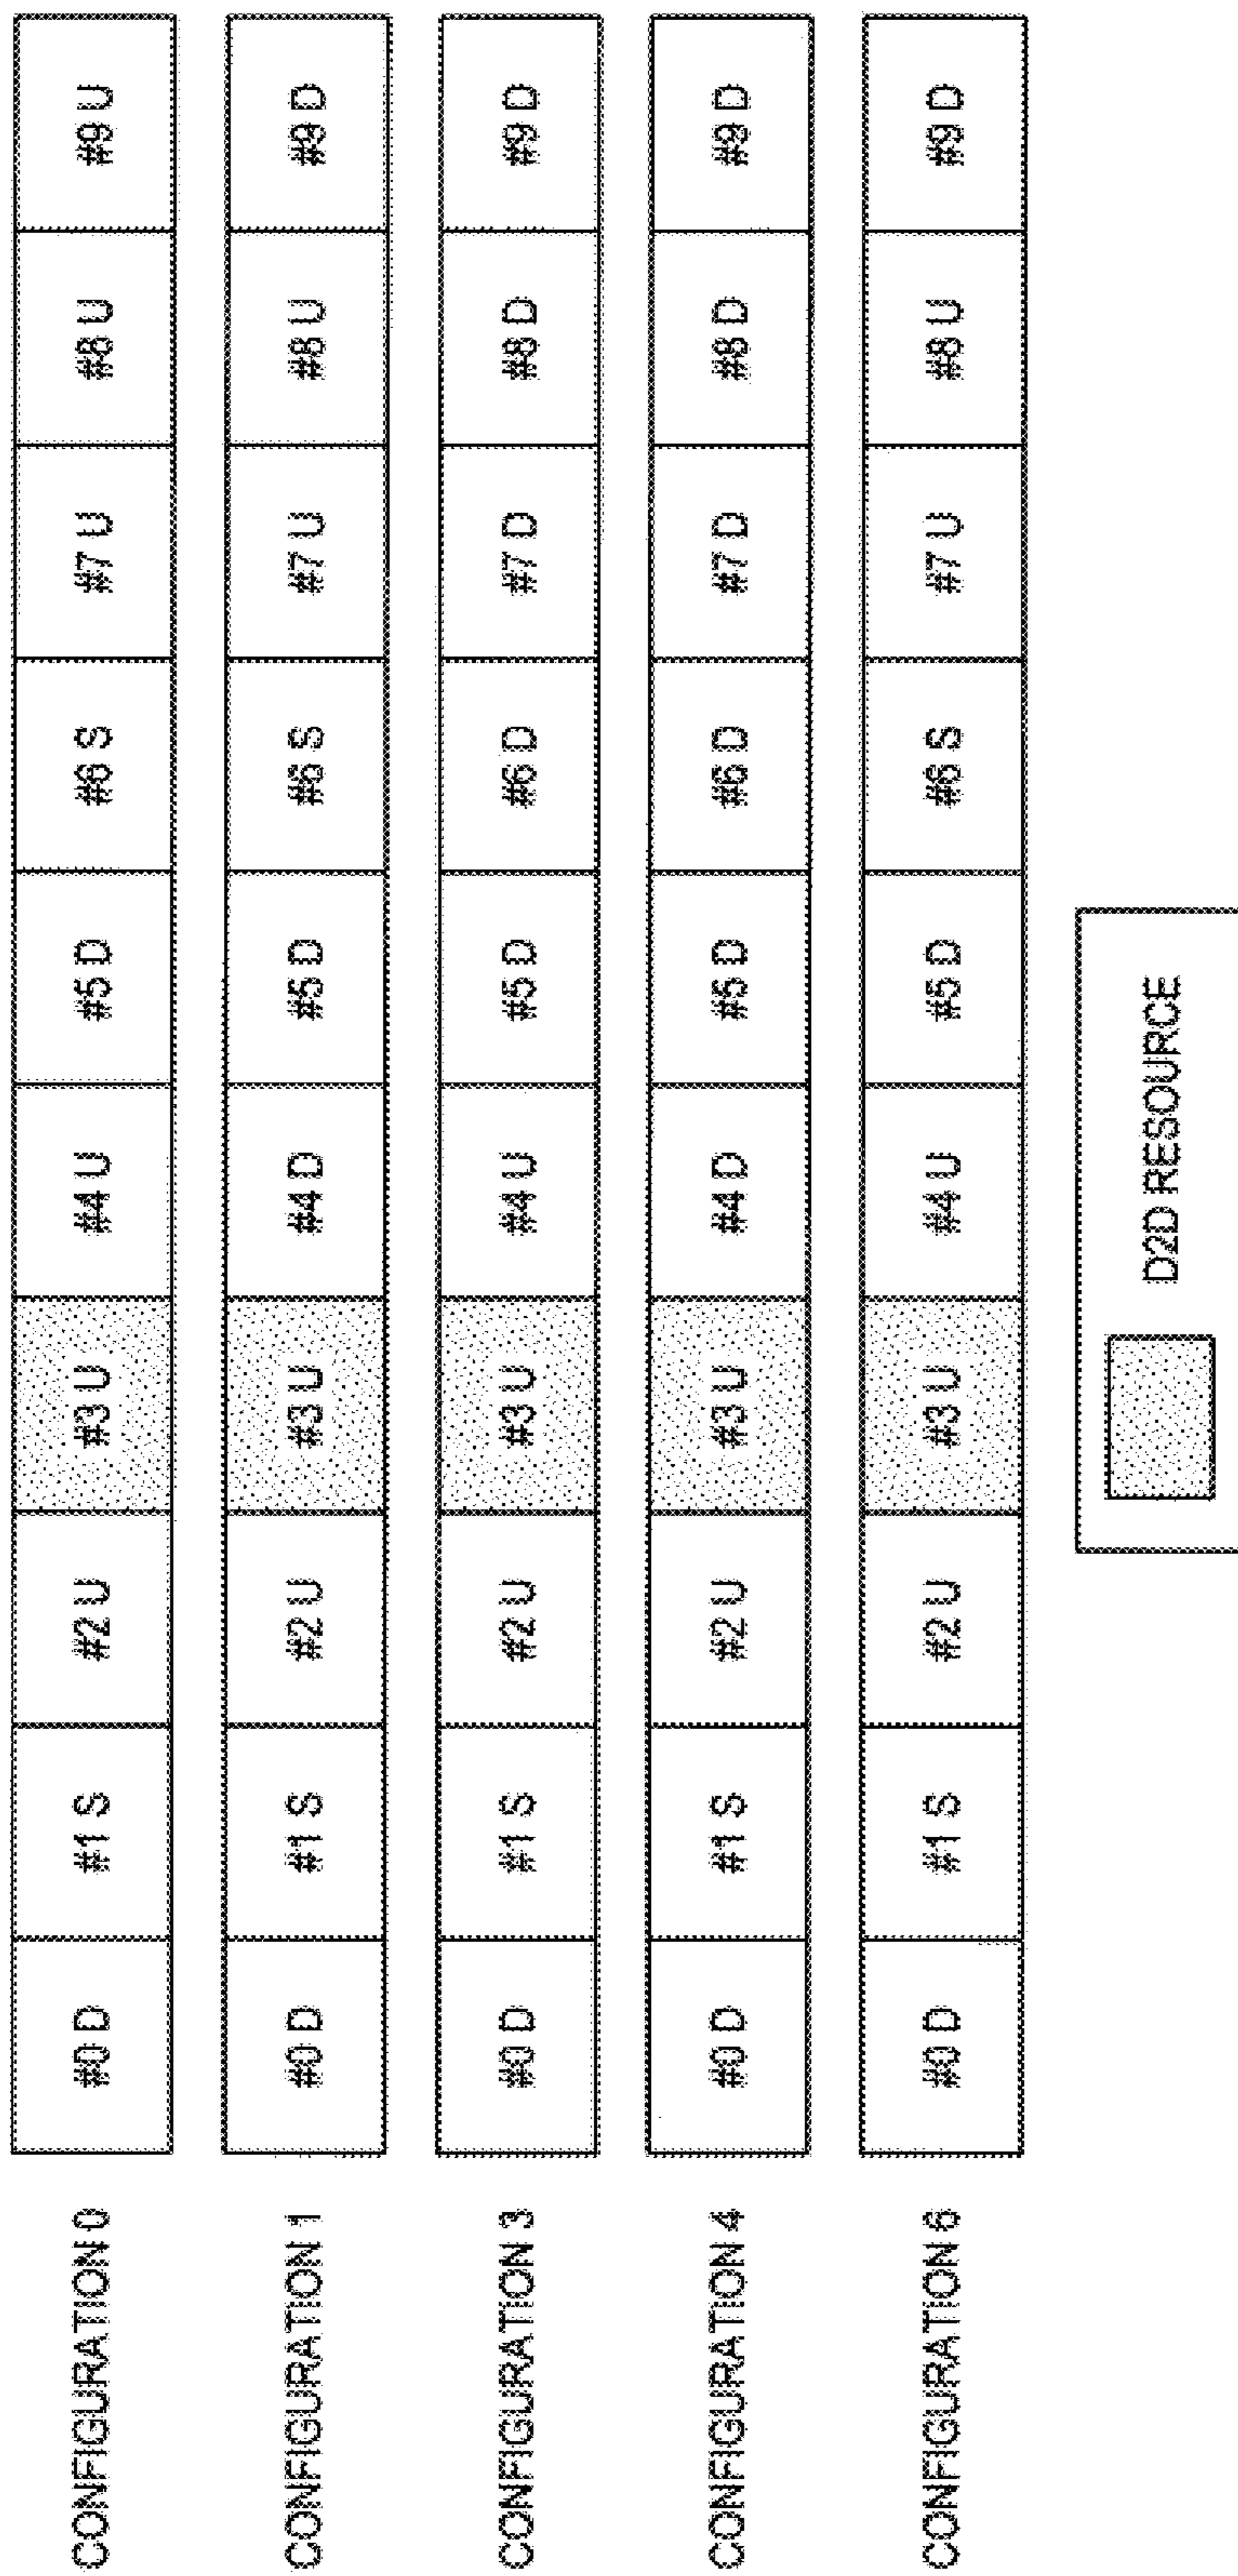 CONFIGURATION 0 #0 D #1 S #2 U #3 U #4 U #5 D #6 S #7 U #8 U #9 U
CONFIGURATION 1 #0 D #1 S #2 U #3 U #4 D #5 D #6 S #7 U #8 U #9 D
CONFIGURATION 3 #0 D #1 S #2 U #3 U #4 U #5 D #6 D #7 D #8 D #9 D
CONFIGURATION 4 #0 D #1 S #2 U #3 U #4 D #5 D #6 D #7 D #8 D #9 D
CONFIGURATION 6 #0 D #1 S #2 U #3 U #4 U #5 D #6 S #7 U #8 U #9 D
D2D RESOURCE